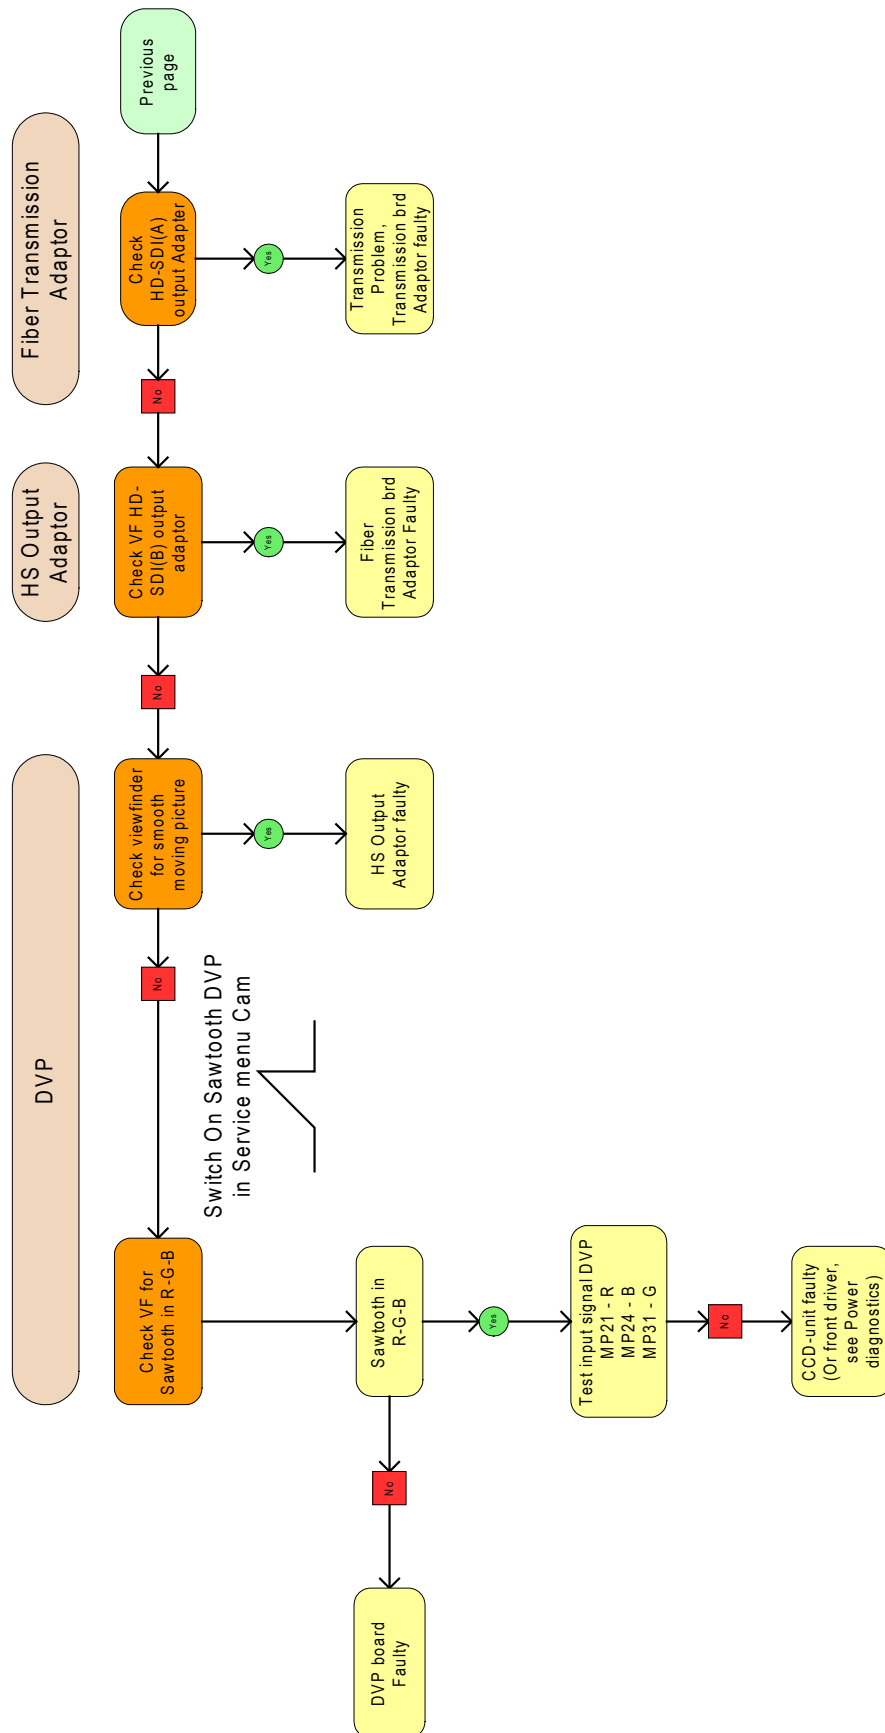 Fiber Transmission
Adaptor
HS Output
Adaptor
DVP
Previous
page
Check
HD-SDI(A)
output Adapter
Yes
Transmission
Problem,
Transmission brd
Adaptor faulty
No
Check VF HD-
SDI(B) output
adaptor
Yes
Fiber
Transmission brd
Adaptor Faulty
No
Check viewfinder
for smooth
moving picture
Yes
HS Output
Adaptor faulty
No
Switch On Sawtooth DVP
in Service menu Cam
Check VF for
Sawtooth in R-G-B
Sawtooth in
R-G-B
Yes
Test input signal DVP
MP21 - R
MP24 - B
MP31 - G
No
CCD-unit faulty
(Or front driver,
see Power
diagnostics)
No
DVP board
Faulty